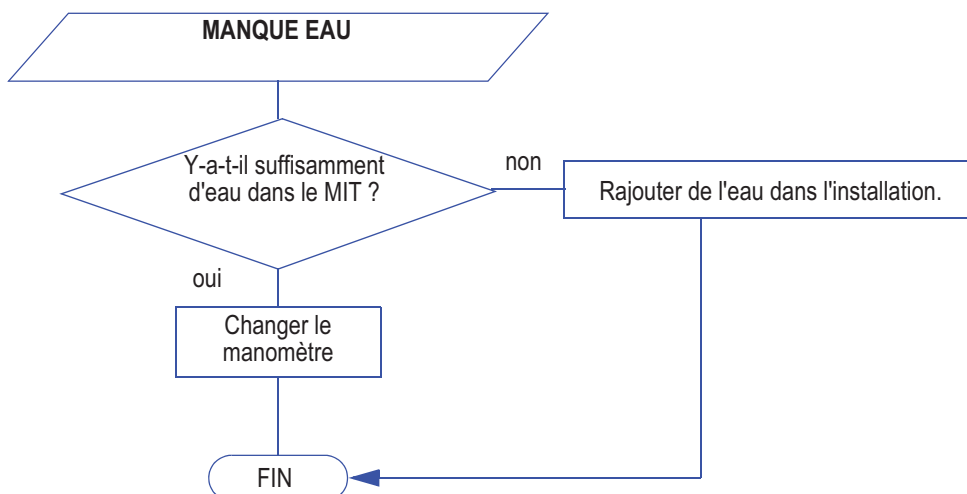 MANQUE EAU
Y-a-t-il suffisamment
d'eau dans le MIT ?
non
Rajouter de l'eau dans l'installation.
oui
Changer le
manomètre
FIN